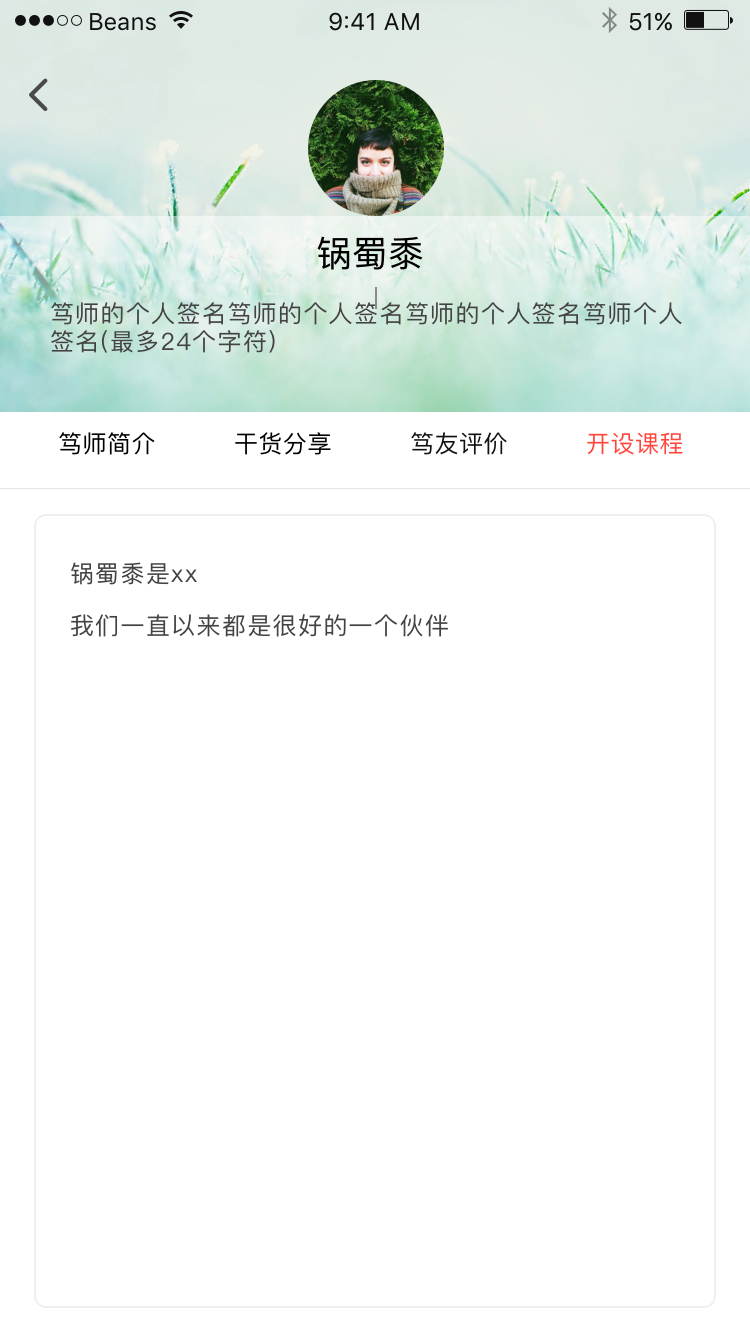 Beans 9:41 AM 51%
锅蜀黍
笃师的个人签名笃师的个人签名笃师的个人签名笃师个人
签名(最多24个字符)
笃师简介 干货分享 笃友评价 开设课程
锅蜀黍是xx
我们一直以来都是很好的一个伙伴